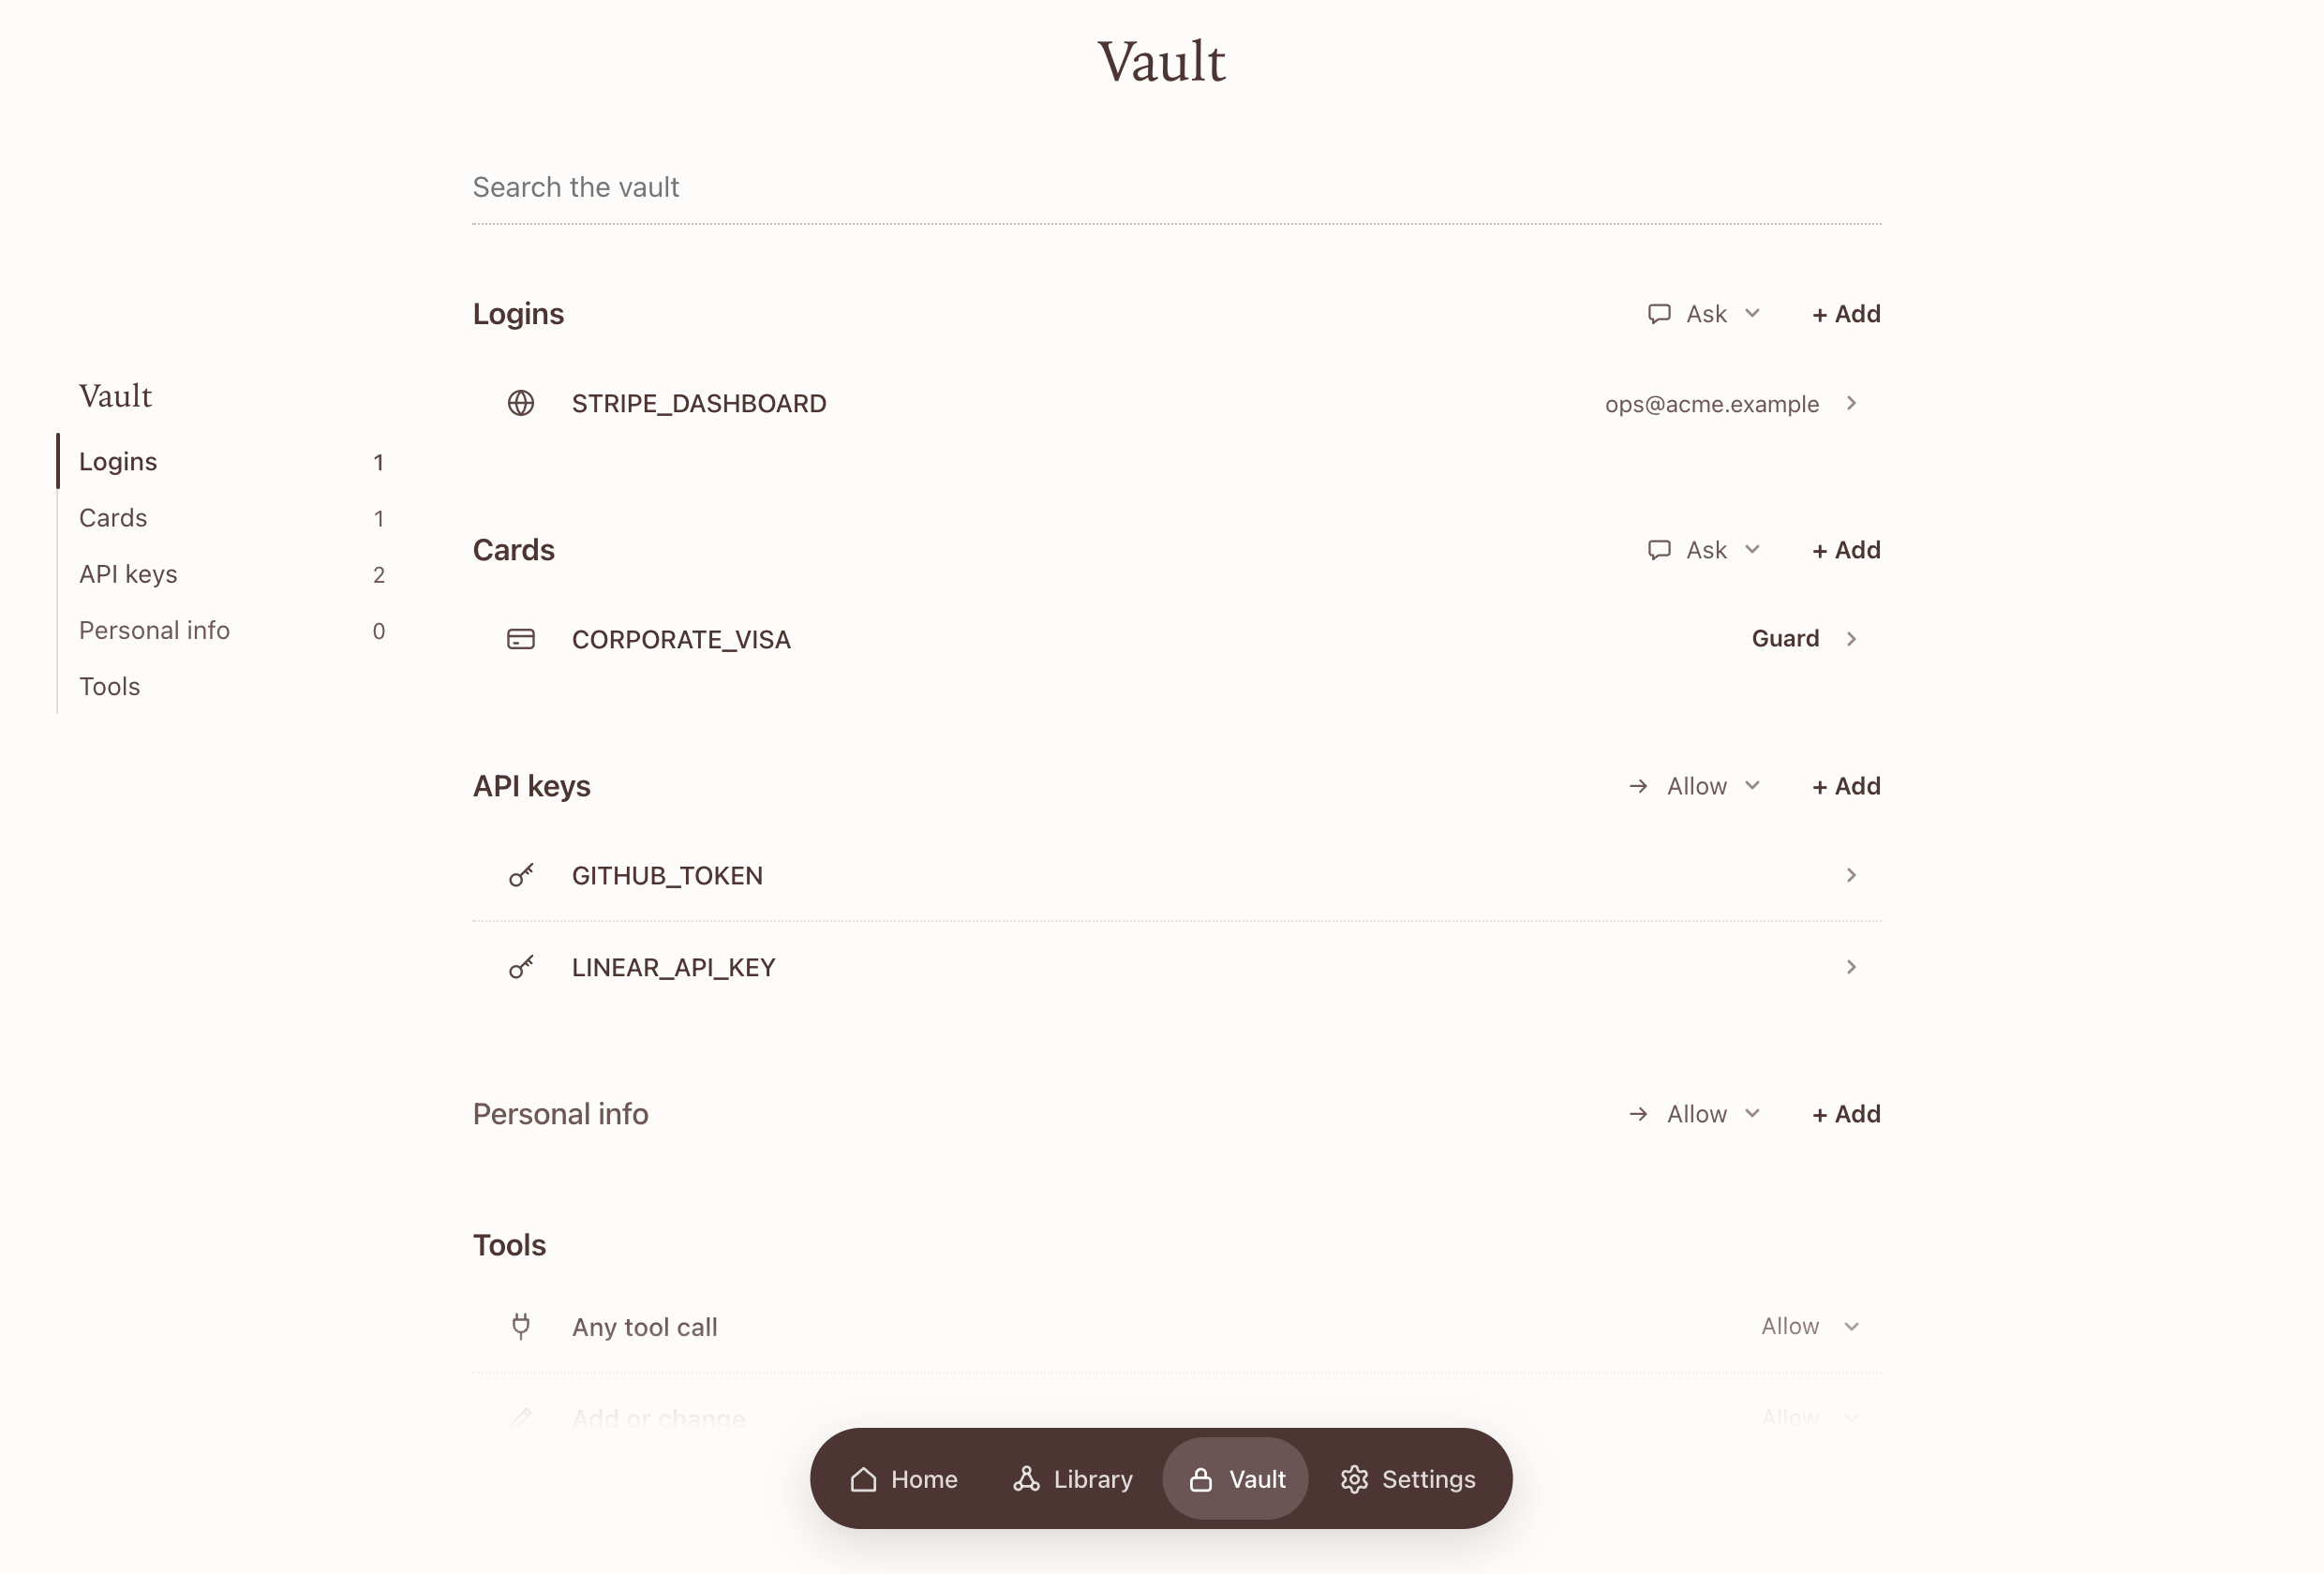 Vault
Search the vault
Vault
Logins 1
Cards 1
API keys 2
Personal info 0
Tools
Logins Ask + Add
STRIPE_DASHBOARD ops@acme.example
Cards Ask + Add
CORPORATE_VISA Guard
API keys Allow + Add
GITHUB_TOKEN
LINEAR_API_KEY
Personal info Allow + Add
Tools
Any tool call Allow
Add or change Allow
Home Library Vault Settings